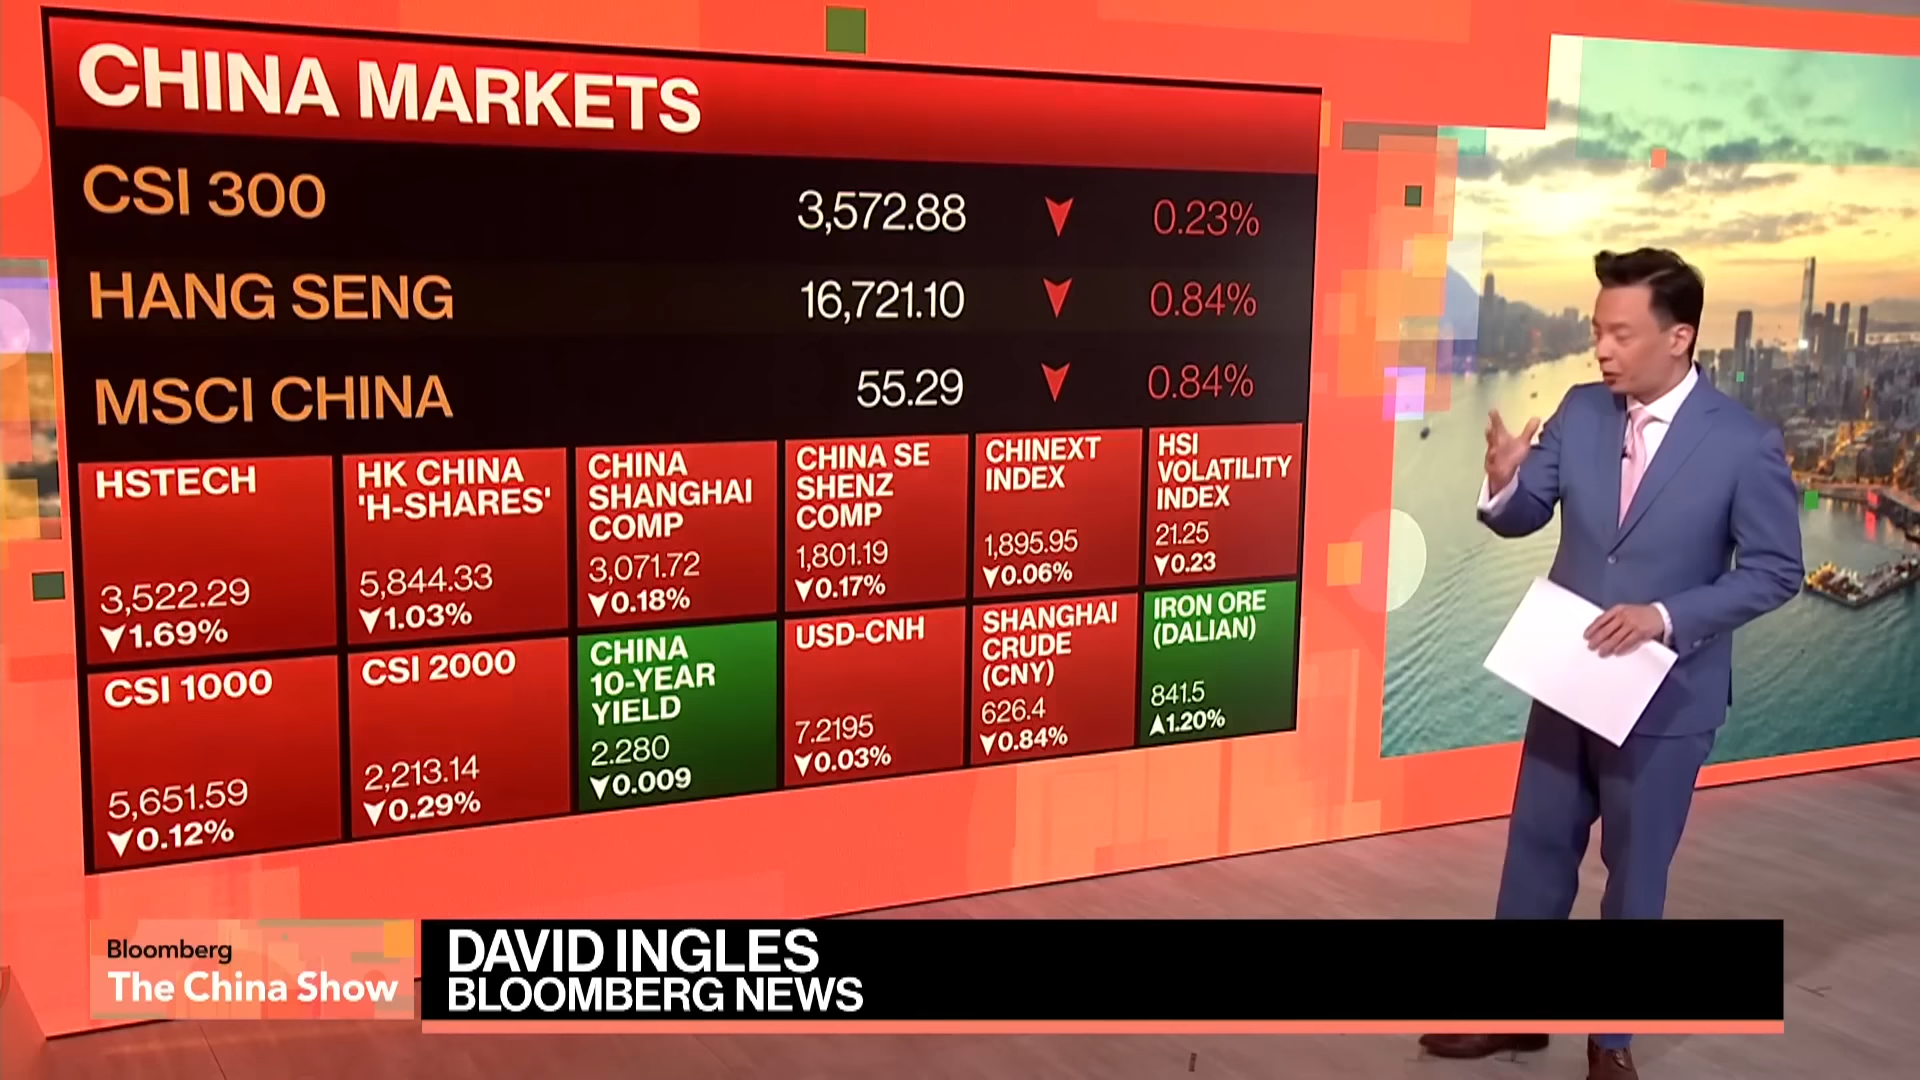 CHINA MARKETS
CSI 300 3,572.88 ▼ 0.23%
HANG SENG 16,721.10 ▼ 0.84%
MSCI CHINA 55.29 ▼ 0.84%
HSTECH
3,522.29
▼1.69%
HK CHINA
'H-SHARES'
5,844.33
▼1.03%
CHINA
SHANGHAI
COMP
3,071.72
▼0.18%
CHINA SE
SHENZ
COMP
1,801.19
▼0.17%
CHINEXT
INDEX
1,895.95
▼0.06%
HSI
VOLATILITY
INDEX
21.25
▼0.23
CSI 1000
5,651.59
▼0.12%
CSI 2000
2,213.14
▼0.29%
CHINA
10-YEAR
YIELD
2.280
▼0.009
USD-CNH
7.2195
▼0.03%
SHANGHAI
CRUDE
(CNY)
626.4
▼0.84%
IRON ORE
(DALIAN)
841.5
▲1.20%
Bloomberg
The China Show
DAVID INGLES
BLOOMBERG NEWS